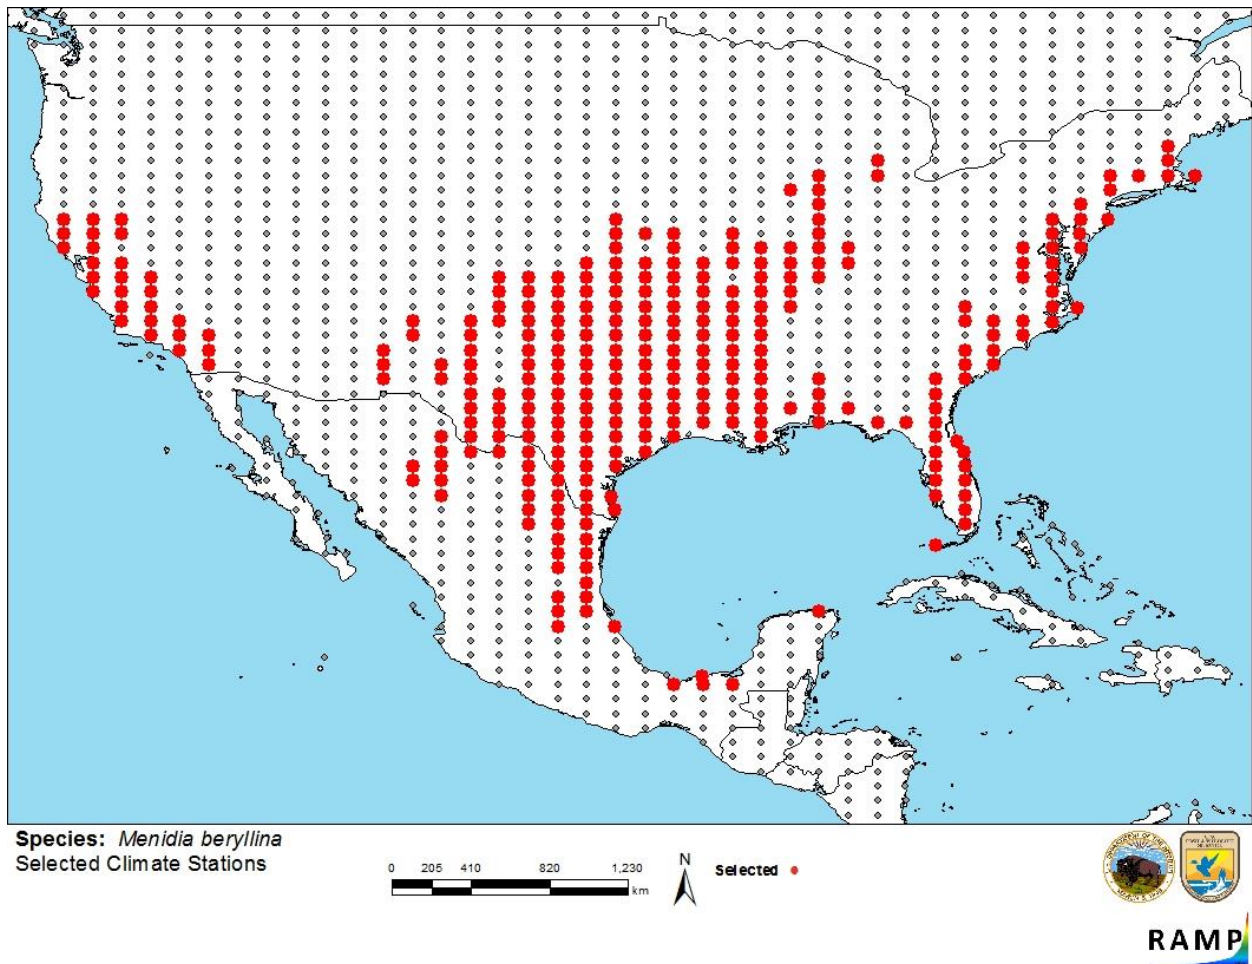 Species: Menidia beryllina
Selected Climate Stations
0 205 410 820 1,230
km
N
Selected
RAMP